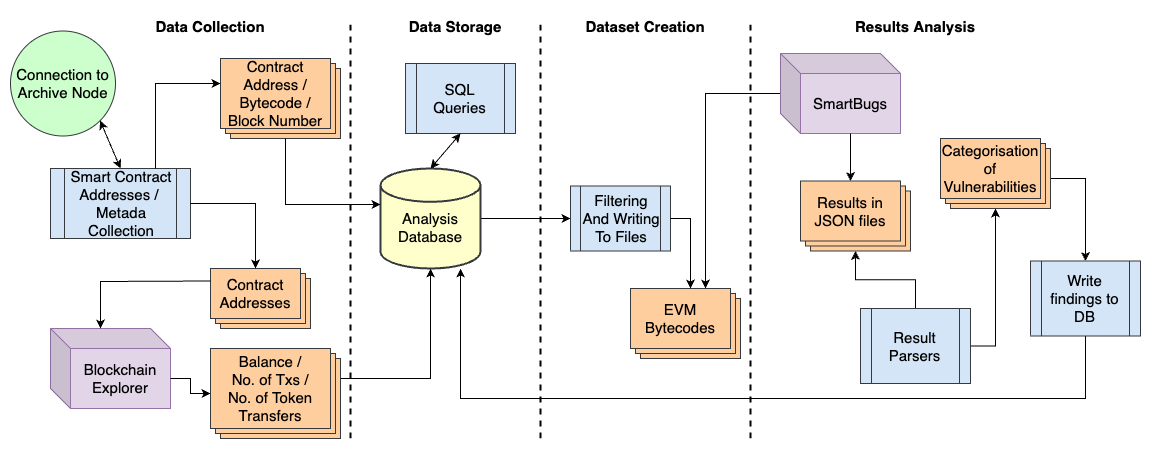 Data Collection
Data Storage
Dataset Creation
Results Analysis
Connection to
Archive Node
Contract
Address /
Bytecode /
Block Number
Smart Contract
Addresses /
Metada
Collection
Contract
Addresses
Blockchain
Explorer
Balance /
No. of Txs /
No. of Token
Transfers
SQL
Queries
Analysis
Database
Filtering
And Writing
To Files
EVM
Bytecodes
SmartBugs
Results in
JSON files
Categorisation
of
Vulnerabilities
Result
Parsers
Write
findings to
DB